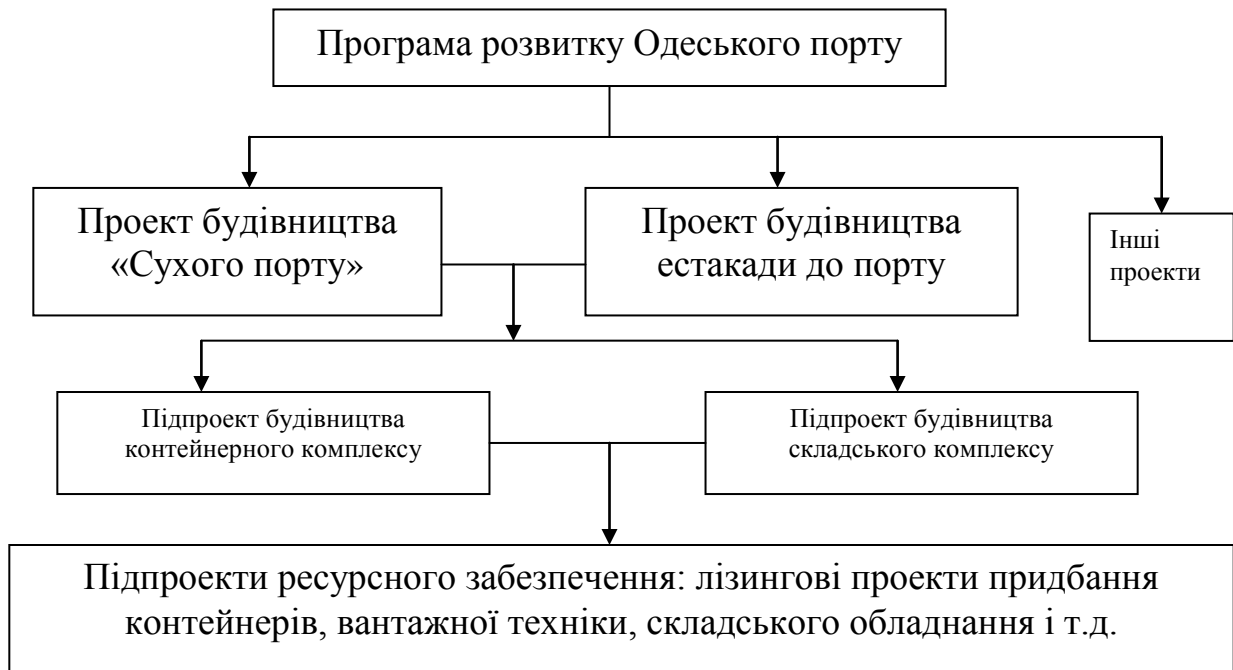 Програма розвитку Одеського порту
Проект будівництва
«Сухого порту»
Проект будівництва
естакади до порту
Інші
проекти
Підпроект будівництва
контейнерного комплексу
Підпроект будівництва
складського комплексу
Підпроекти ресурсного забезпечення: лізингові проекти придбання
контейнерів, вантажної техніки, складського обладнання і т.д.